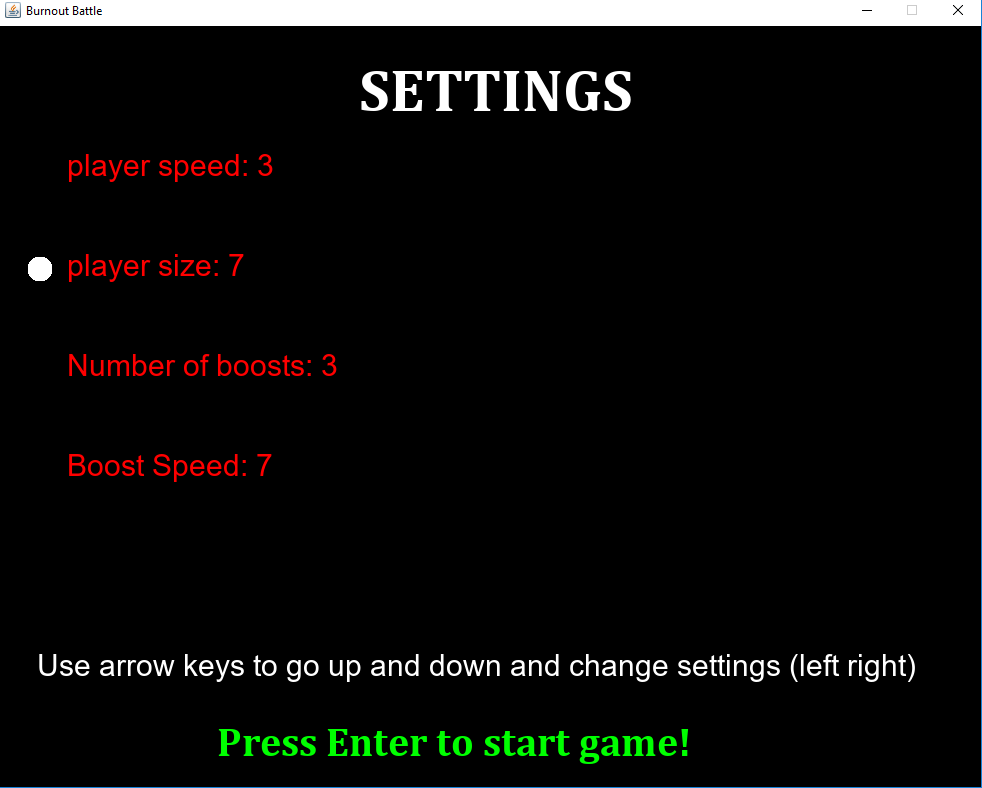 Burnout Battle
SETTINGS
player speed: 3
player size: 7
Number of boosts: 3
Boost Speed: 7
Use arrow keys to go up and down and change settings (left right)
Press Enter to start game!